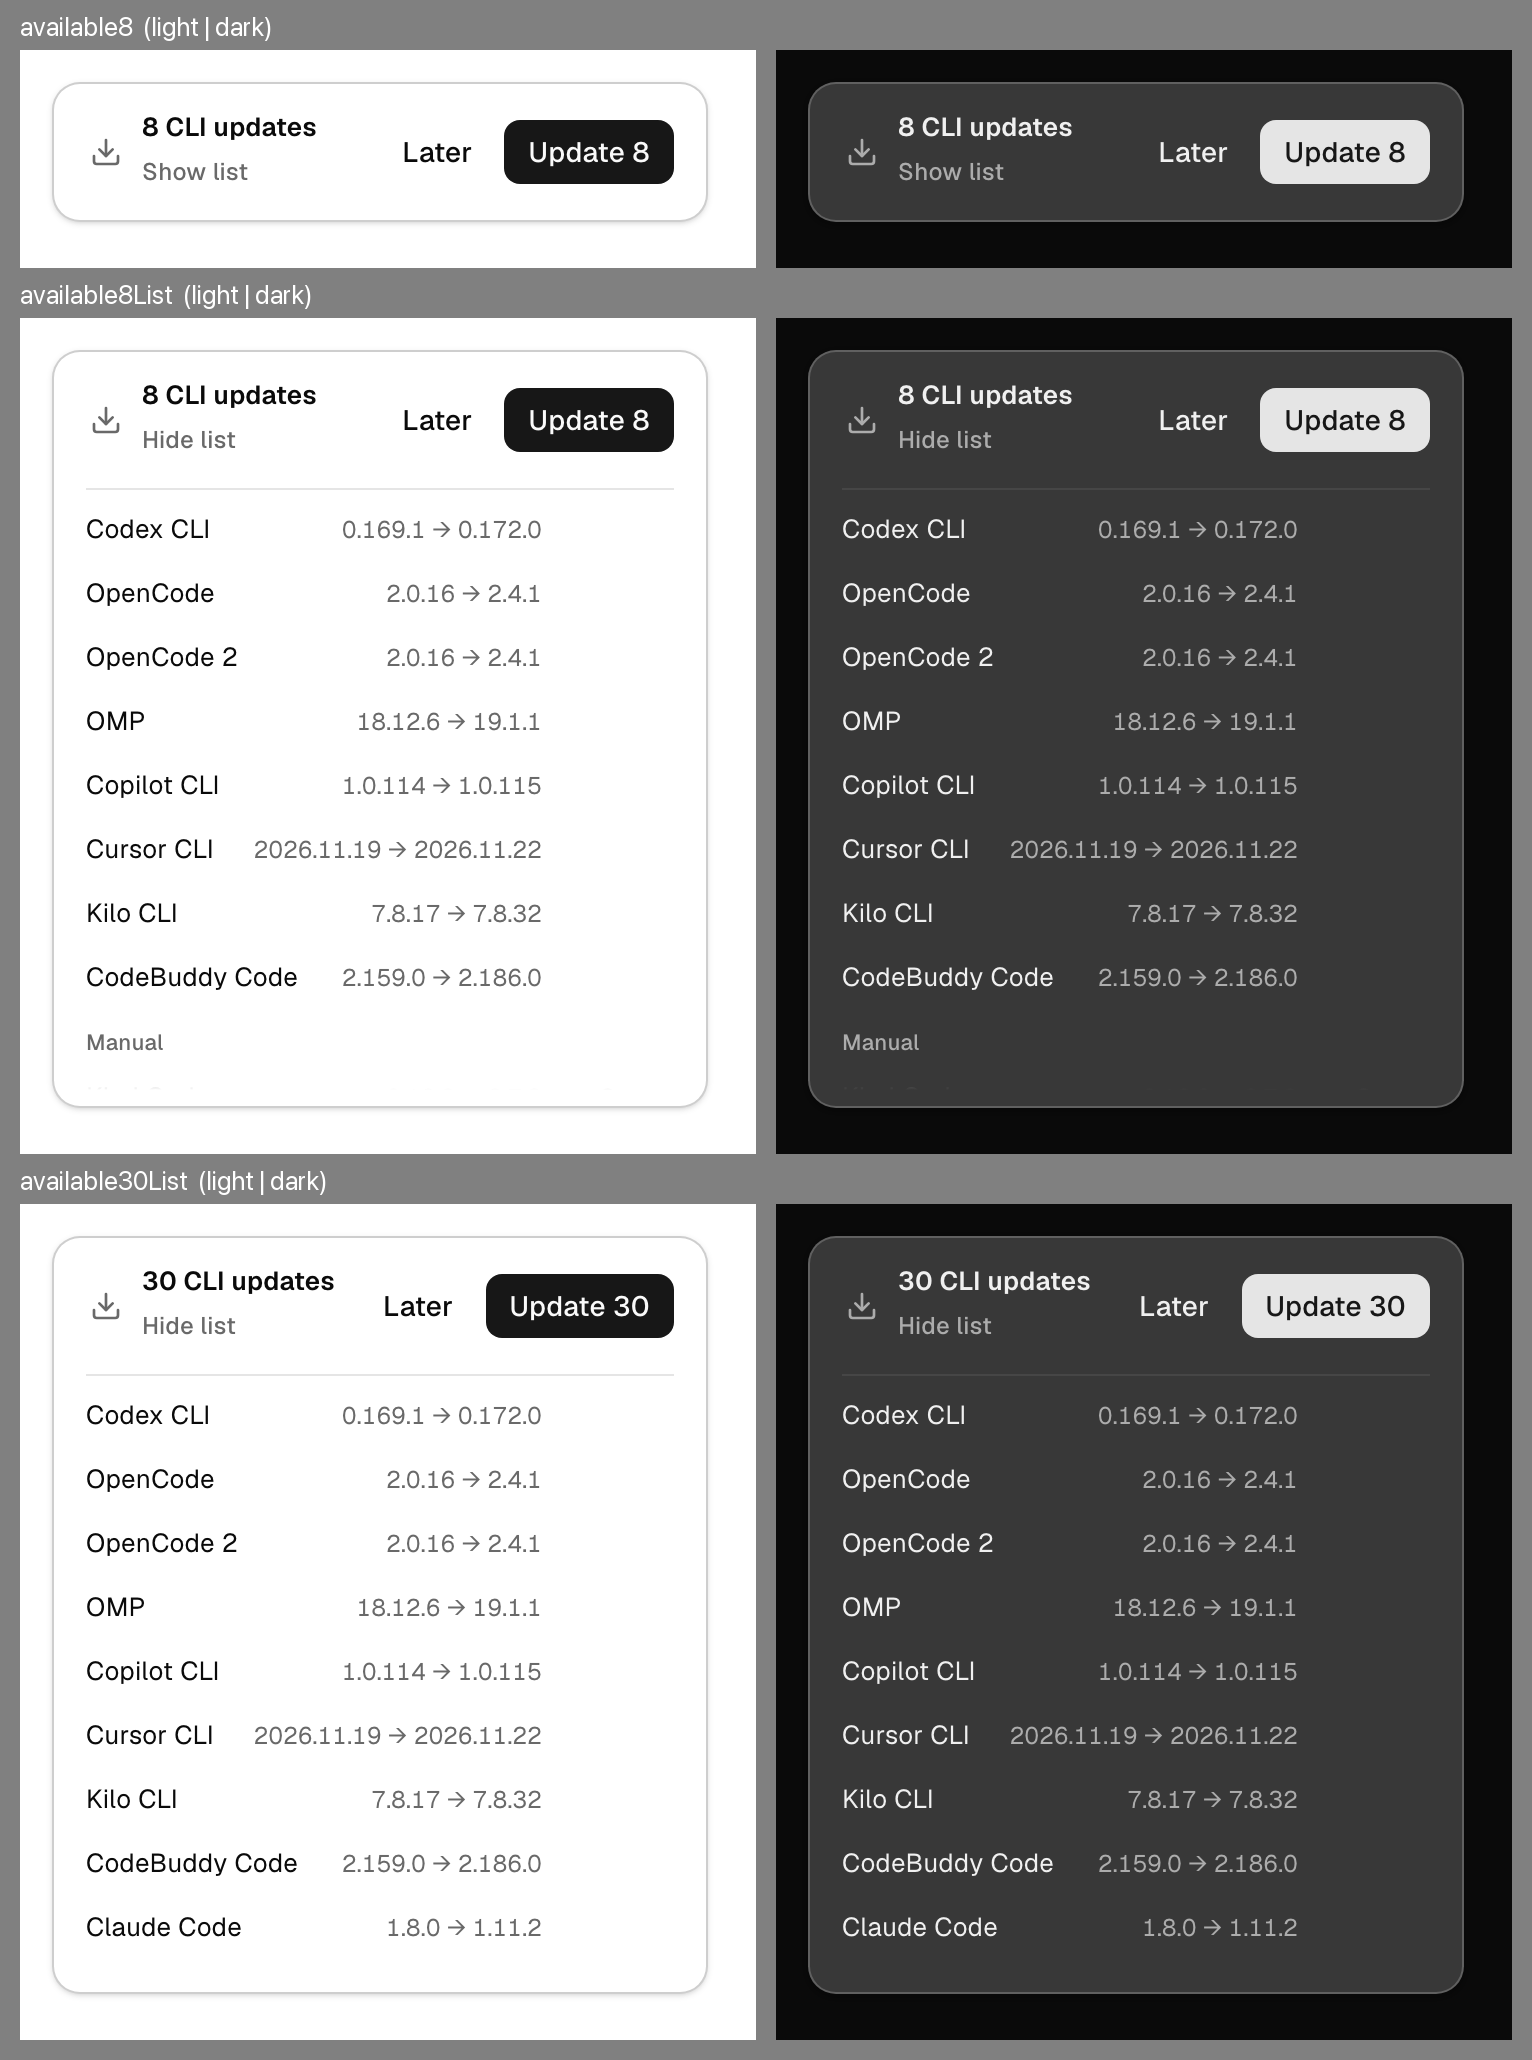 available8 (light | dark)
8 CLI updates
Show list
Later
Update 8
8 CLI updates
Show list
Later
Update 8
available8List (light | dark)
8 CLI updates
Hide list
Later
Update 8
Codex CLI 0.169.1 → 0.172.0
OpenCode 2.0.16 → 2.4.1
OpenCode 2 2.0.16 → 2.4.1
OMP 18.12.6 → 19.1.1
Copilot CLI 1.0.114 → 1.0.115
Cursor CLI 2026.11.19 → 2026.11.22
Kilo CLI 7.8.17 → 7.8.32
CodeBuddy Code 2.159.0 → 2.186.0
Manual
8 CLI updates
Hide list
Later
Update 8
Codex CLI 0.169.1 → 0.172.0
OpenCode 2.0.16 → 2.4.1
OpenCode 2 2.0.16 → 2.4.1
OMP 18.12.6 → 19.1.1
Copilot CLI 1.0.114 → 1.0.115
Cursor CLI 2026.11.19 → 2026.11.22
Kilo CLI 7.8.17 → 7.8.32
CodeBuddy Code 2.159.0 → 2.186.0
Manual
available30List (light | dark)
30 CLI updates
Hide list
Later
Update 30
Codex CLI 0.169.1 → 0.172.0
OpenCode 2.0.16 → 2.4.1
OpenCode 2 2.0.16 → 2.4.1
OMP 18.12.6 → 19.1.1
Copilot CLI 1.0.114 → 1.0.115
Cursor CLI 2026.11.19 → 2026.11.22
Kilo CLI 7.8.17 → 7.8.32
CodeBuddy Code 2.159.0 → 2.186.0
Claude Code 1.8.0 → 1.11.2
30 CLI updates
Hide list
Later
Update 30
Codex CLI 0.169.1 → 0.172.0
OpenCode 2.0.16 → 2.4.1
OpenCode 2 2.0.16 → 2.4.1
OMP 18.12.6 → 19.1.1
Copilot CLI 1.0.114 → 1.0.115
Cursor CLI 2026.11.19 → 2026.11.22
Kilo CLI 7.8.17 → 7.8.32
CodeBuddy Code 2.159.0 → 2.186.0
Claude Code 1.8.0 → 1.11.2